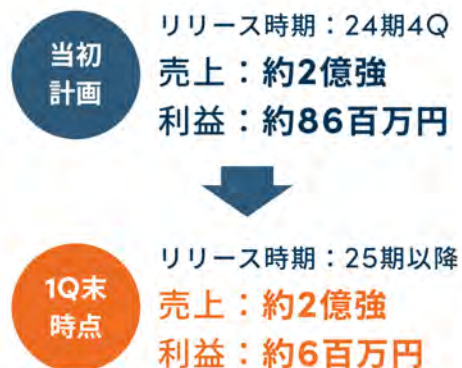 当初
計画
リリース時期：24期4Q
売上：約2億強
利益：約86百万円
1Q末
時点
リリース時期：25期以降
売上：約2億強
利益：約6百万円